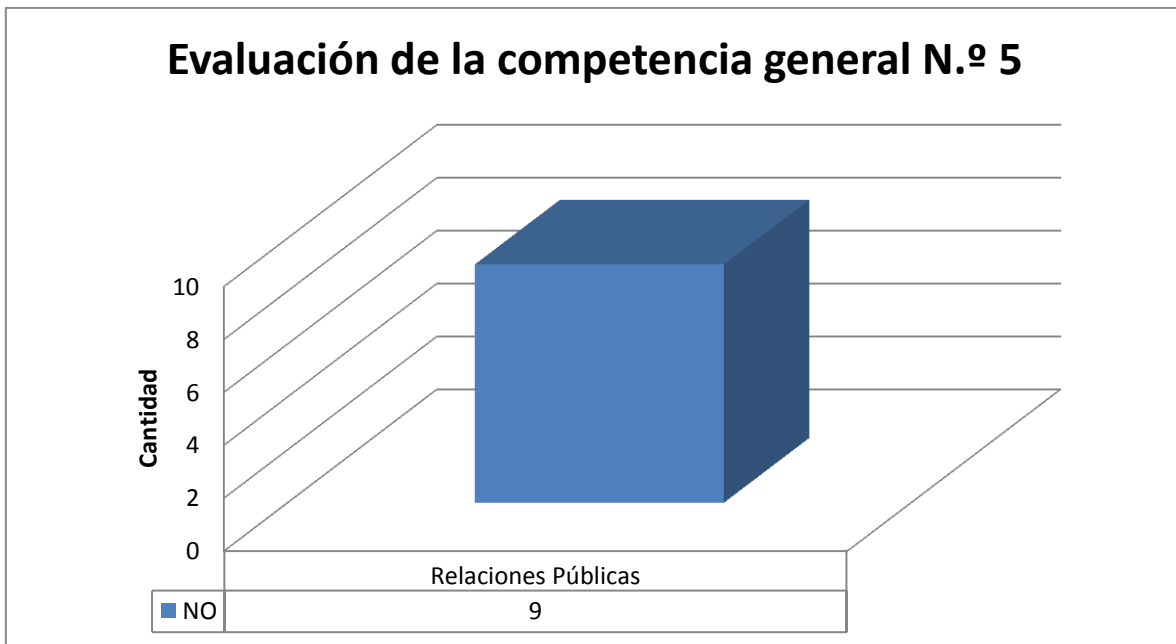 Evaluación de la competencia general N.º 5
10
8
6
4
2
0
Cantidad
Relaciones Públicas
NO 9